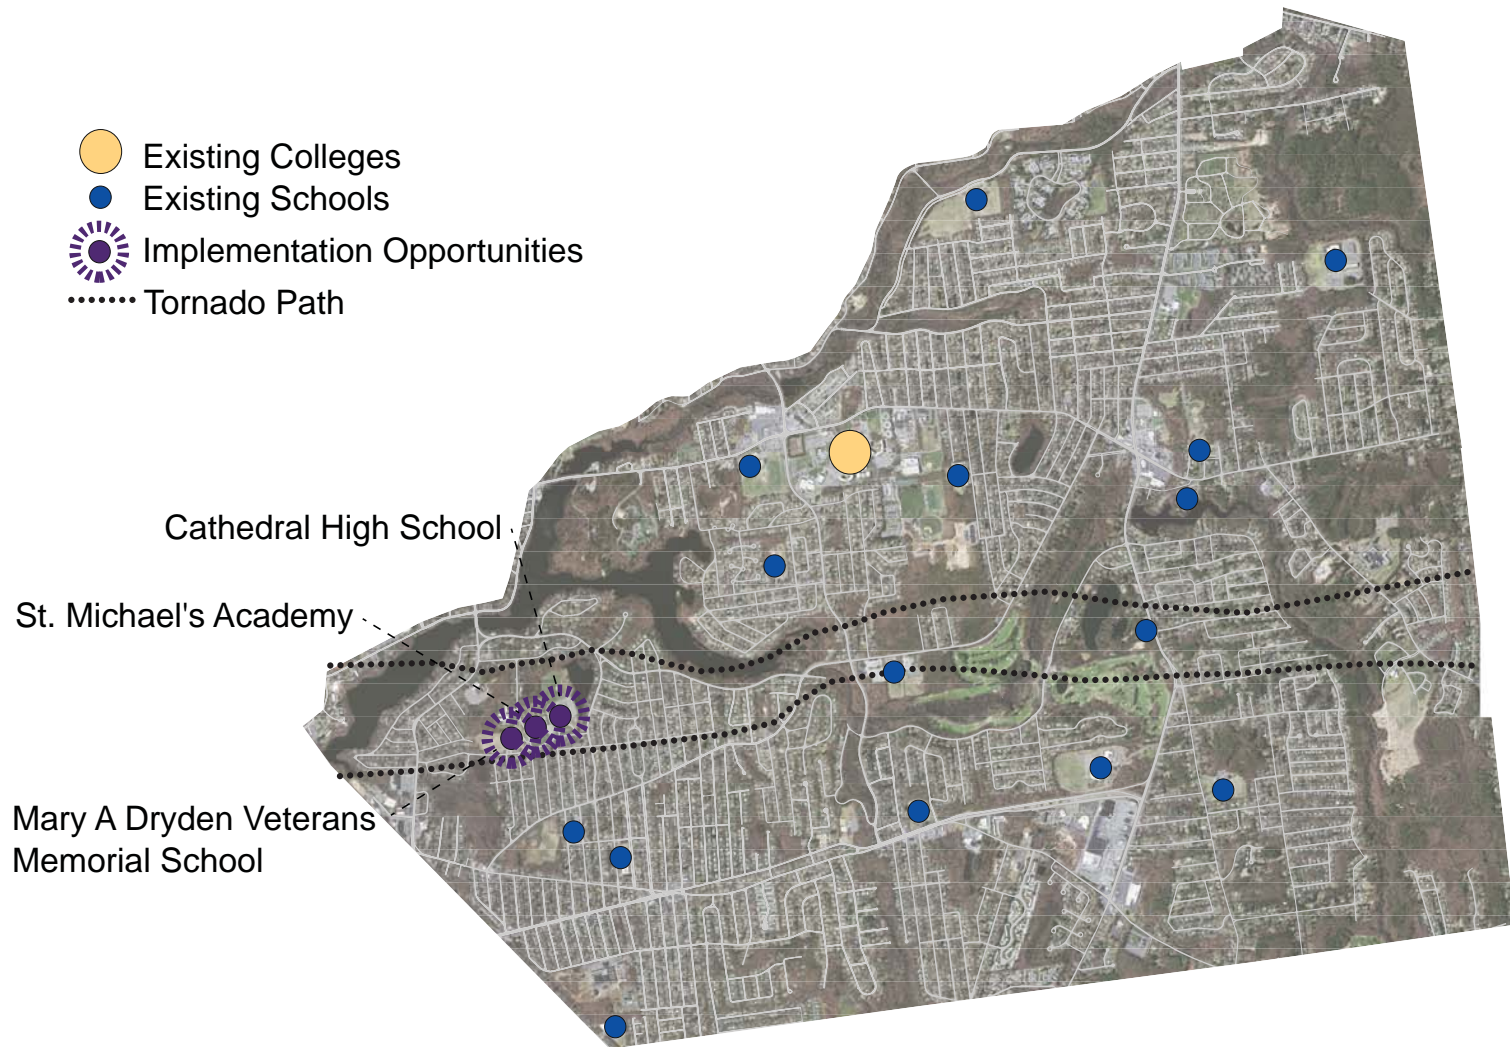 Existing Colleges
Existing Schools
Implementation Opportunities
Tornado Path
Cathedral High School
St. Michael's Academy
Mary A Dryden Veterans
Memorial School